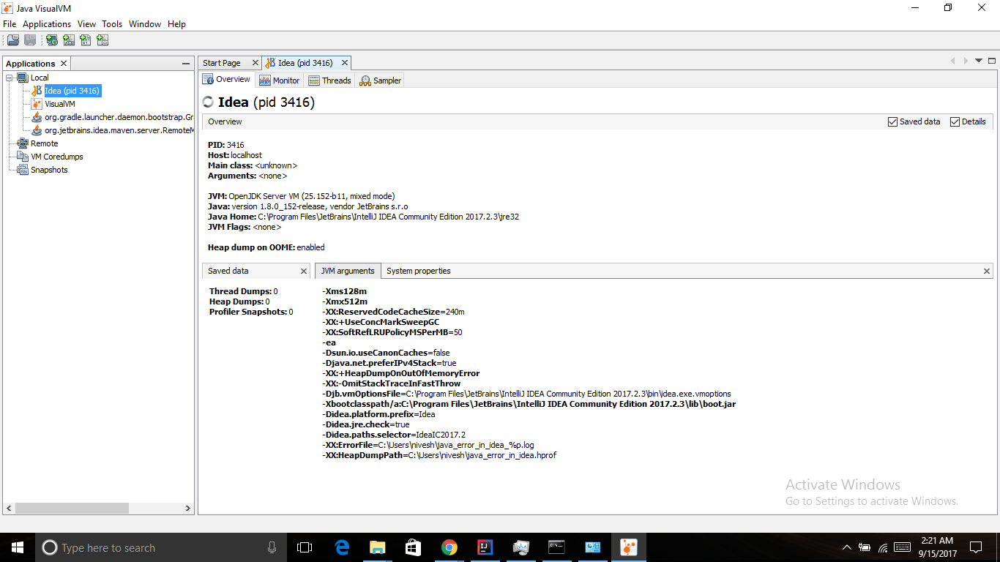 Java VisualVM
File Applications View Tools Window Help
Applications
Local
Idea (pid 3416)
VisualVM
org.gradle.launcher.daemon.bootstrap.Gr
org.jetbrains.idea.maven.server.RemoteM
Remote
VM Coredumps
Snapshots
Start Page
Idea (pid 3416)
Overview Monitor Threads Sampler
Idea (pid 3416)
Overview
Saved data Details
PID: 3416
Host: localhost
Main class: <unknown>
Arguments: <none>
JVM: OpenJDK Server VM (25.152-b11, mixed mode)
Java: version 1.8.0_152-release, vendor JetBrains s.r.o
Java Home: C:\Program Files\JetBrains\IntelliJ IDEA Community Edition 2017.2.3\jre32
JVM Flags: <none>
Heap dump on OOME: enabled
Saved data
Thread Dumps: 0
Heap Dumps: 0
Profiler Snapshots: 0
JVM arguments System properties
-Xms128m
-Xmx512m
-XX:ReservedCodeCacheSize=240m
-XX:+UseConcMarkSweepGC
-XX:SoftRefLRUPolicyMSPerMB=50
-ea
-Dsun.io.useCanonCaches=false
-Djava.net.preferIPv4Stack=true
-XX:+HeapDumpOnOutOfMemoryError
-XX:-OmitStackTraceInFastThrow
-Djb.vmOptionsFile=C:\Program Files\JetBrains\IntelliJ IDEA Community Edition 2017.2.3\bin\idea.exe.vmoptions
-Xbootclasspath/a:C:\Program Files\JetBrains\IntelliJ IDEA Community Edition 2017.2.3\lib\boot.jar
-Didea.platform.prefix=Idea
-Didea.jre.check=true
-Didea.paths.selector=IdeaIC2017.2
-XX:ErrorFile=C:\Users\nivesh\java_error_in_idea_%p.log
-XX:HeapDumpPath=C:\Users\nivesh\java_error_in_idea.hprof
Activate Windows
Go to Settings to activate Windows.
Type here to search
2:21 AM
9/15/2017